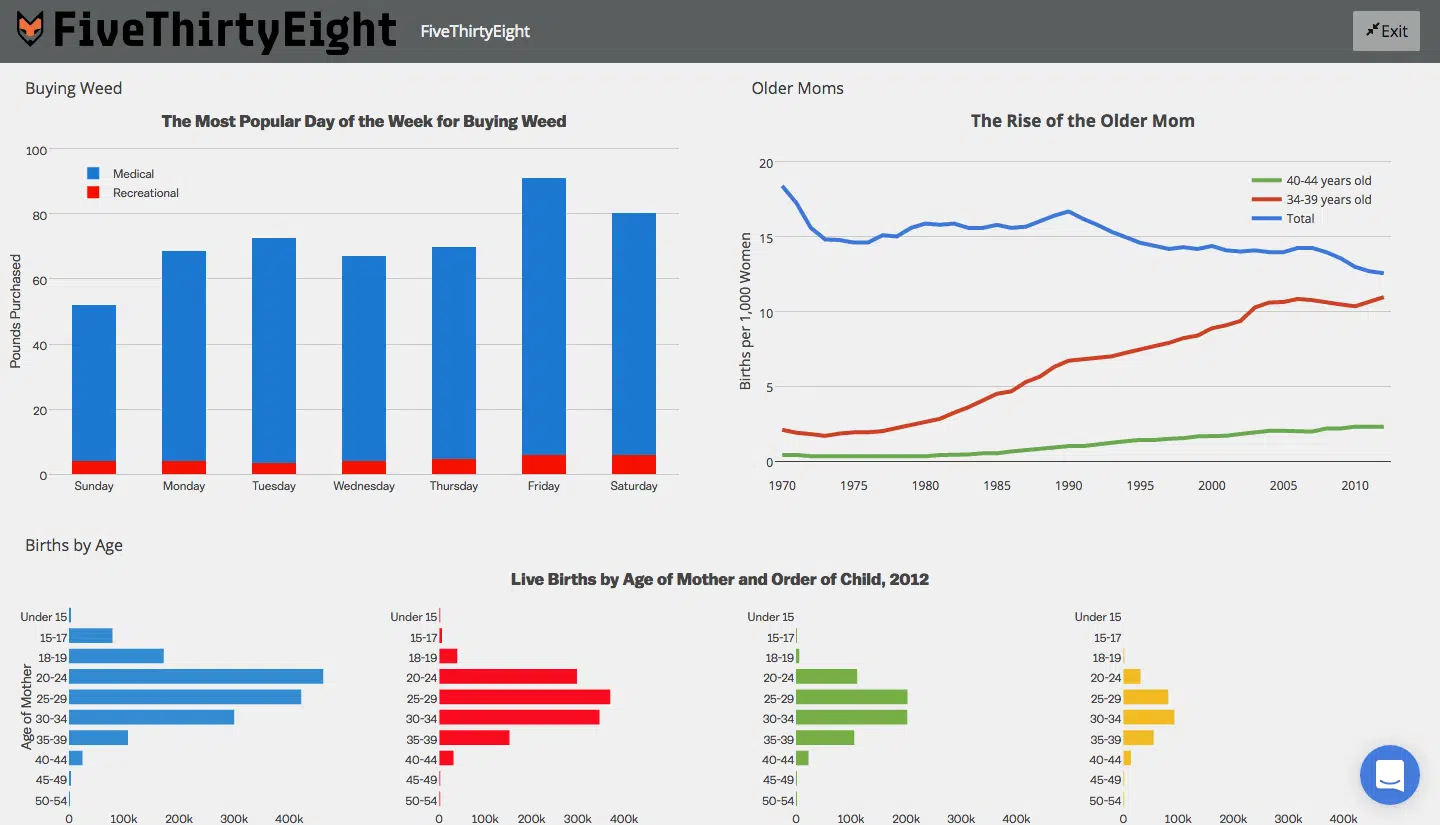 FiveThirtyEight FiveThirtyEight Exit
Buying Weed
The Most Popular Day of the Week for Buying Weed
100
80
60
40
20
0
Pounds Purchased
Medical
Recreational
Sunday Monday Tuesday Wednesday Thursday Friday Saturday
Older Moms
The Rise of the Older Mom
20
15
10
5
0
Births per 1,000 Women
40-44 years old
34-39 years old
Total
1970 1975 1980 1985 1990 1995 2000 2005 2010
Births by Age
Live Births by Age of Mother and Order of Child, 2012
Age of Mother
Under 15
15-17
18-19
20-24
25-29
30-34
35-39
40-44
45-49
50-54
0 100k 200k 300k 400k
Under 15
15-17
18-19
20-24
25-29
30-34
35-39
40-44
45-49
50-54
0 100k 200k 300k 400k
Under 15
15-17
18-19
20-24
25-29
30-34
35-39
40-44
45-49
50-54
0 100k 200k 300k 400k
Under 15
15-17
18-19
20-24
25-29
30-34
35-39
40-44
45-49
50-54
0 100k 200k 300k 400k